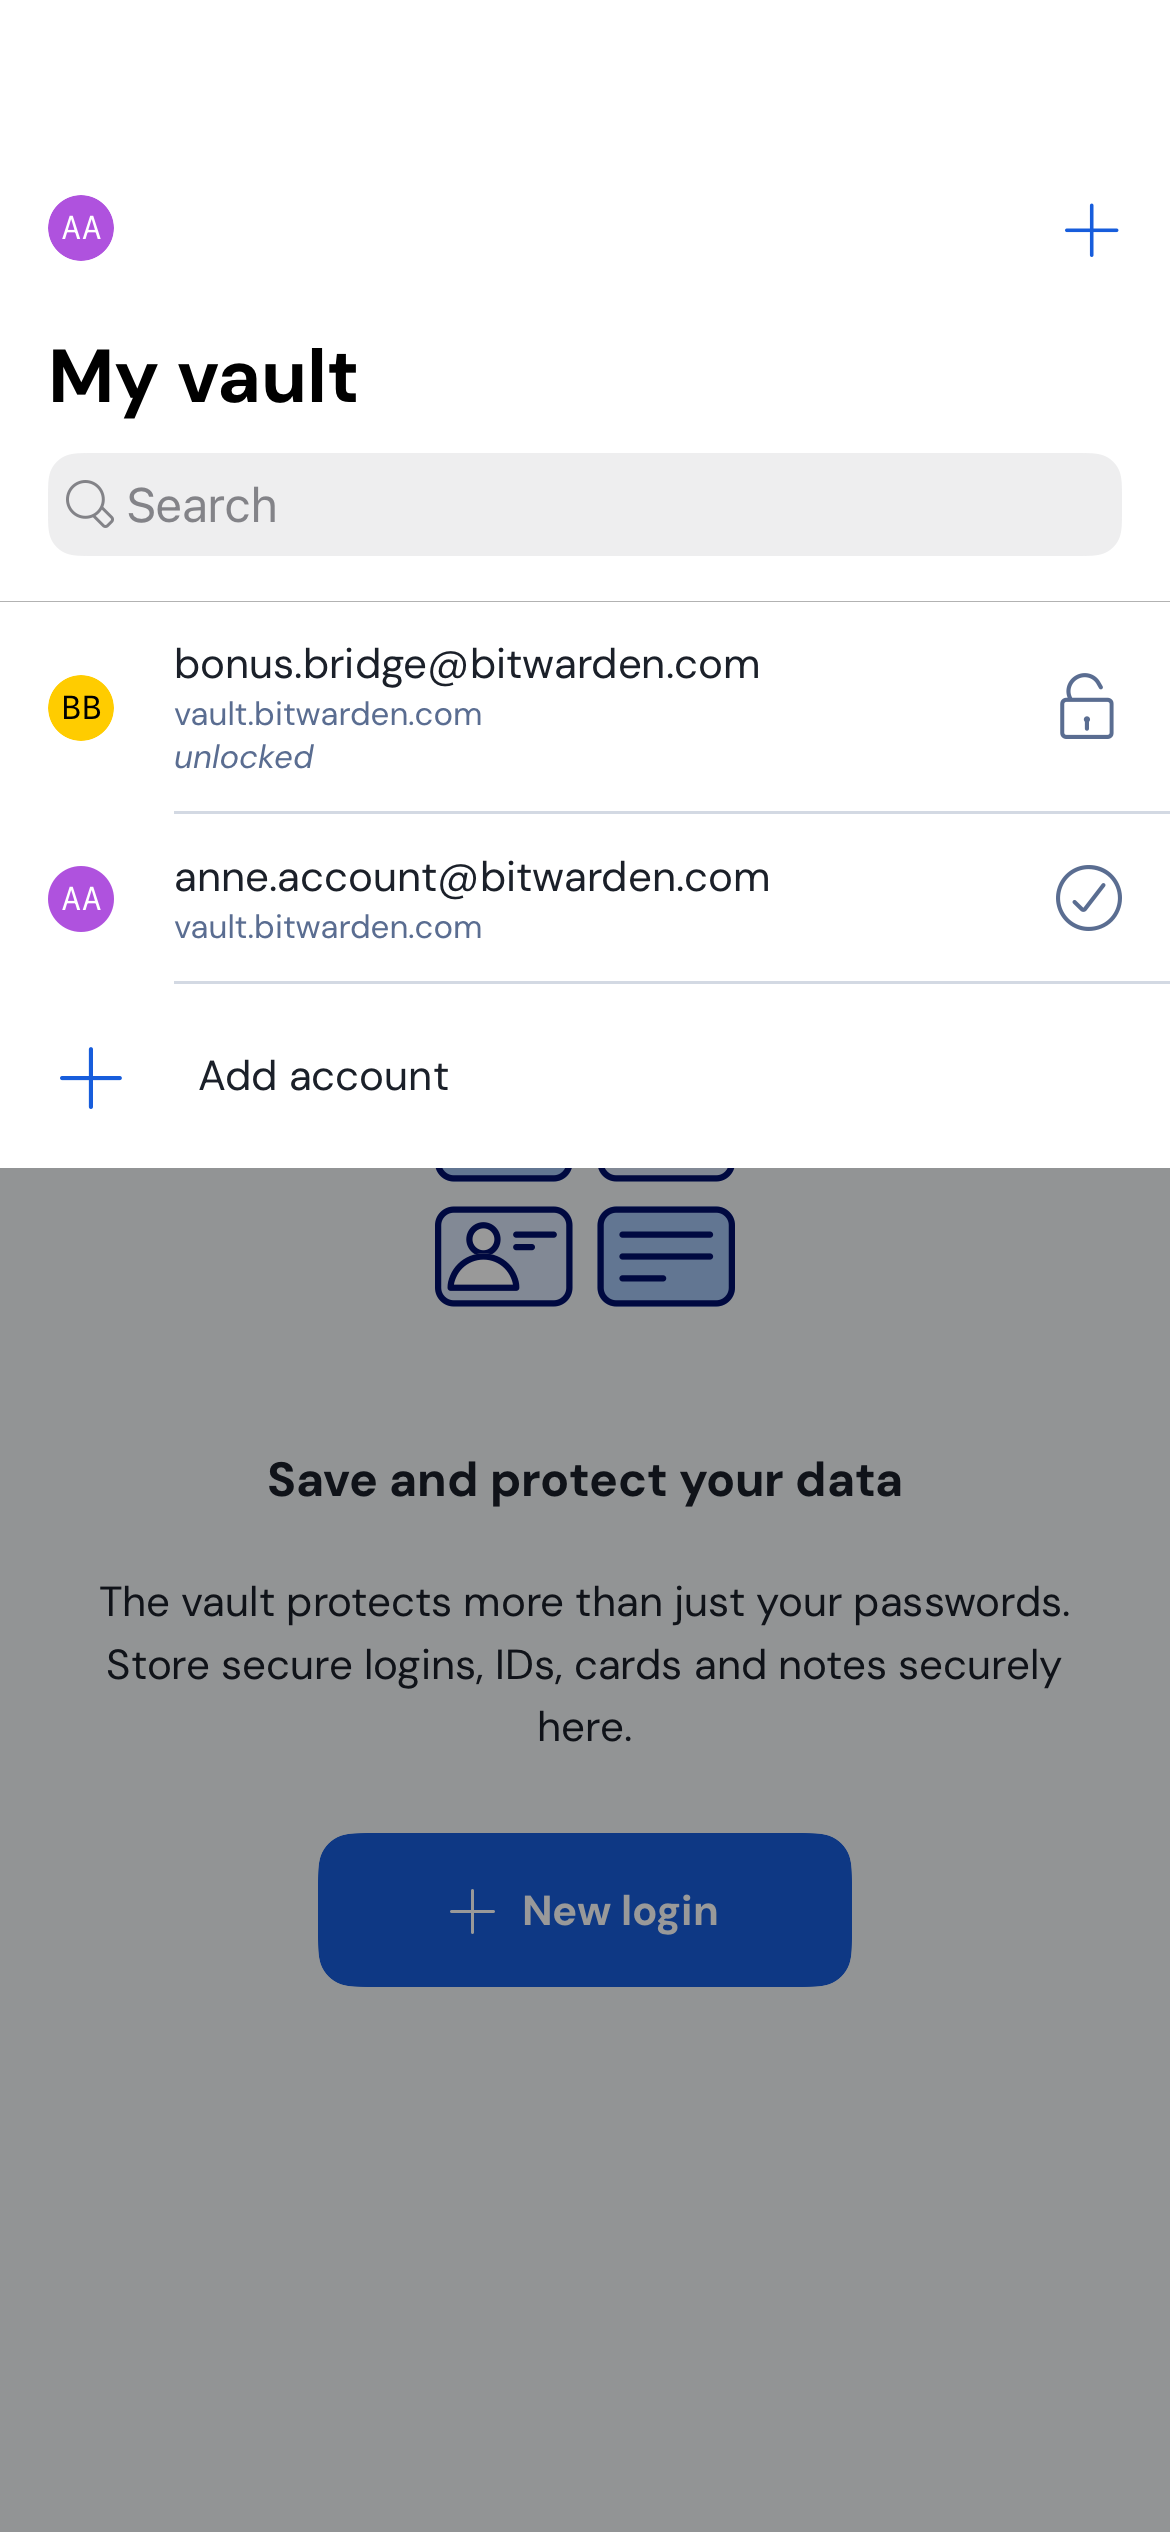 AA
My vault
Search
BB
bonus.bridge@bitwarden.com
vault.bitwarden.com
unlocked
AA
anne.account@bitwarden.com
vault.bitwarden.com
Add account
Save and protect your data
The vault protects more than just your passwords.
Store secure logins, IDs, cards and notes securely
here.
New login